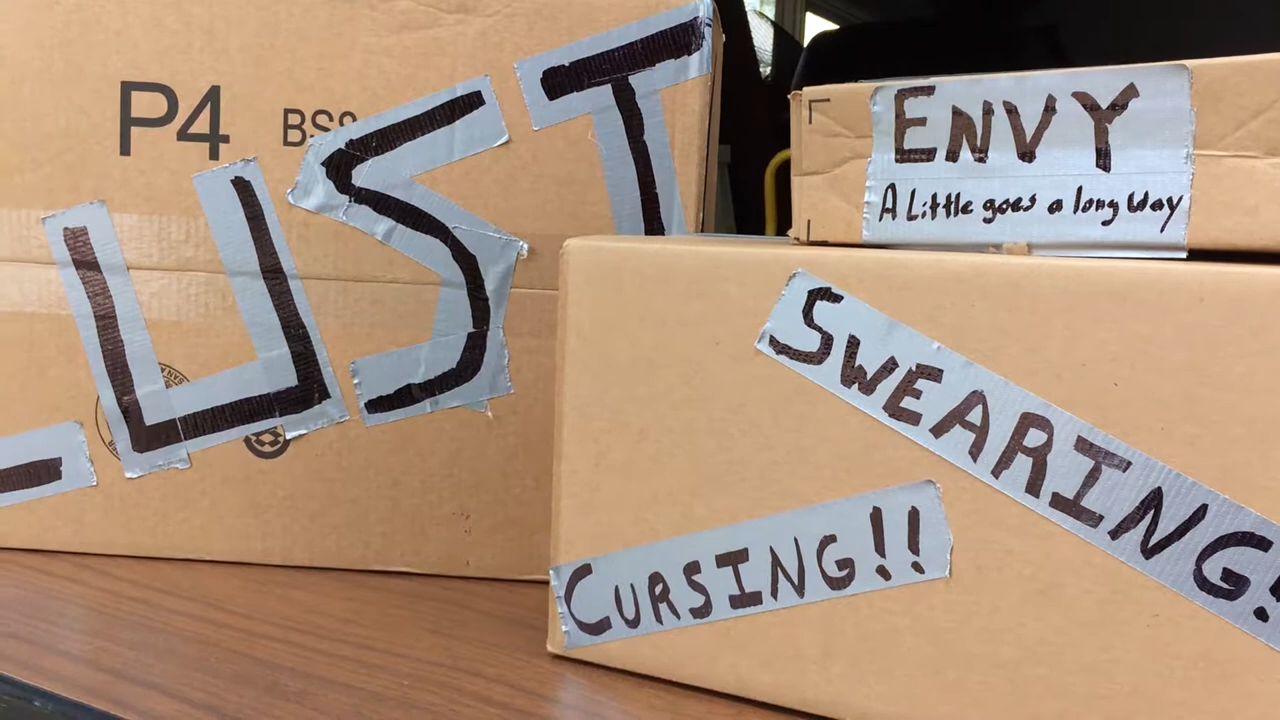 P4
LUST
ENVY
A Little goes a long Way
SWEARING!
CURSING!!